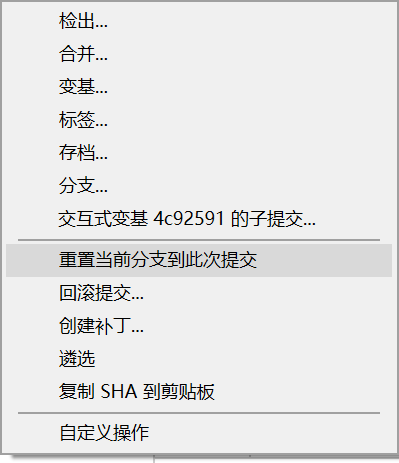 检出...
合并...
变基...
标签...
存档...
分支...
交互式变基 4c92591 的子提交...
重置当前分支到此次提交
回滚提交...
创建补丁...
遴选
复制 SHA 到剪贴板
自定义操作